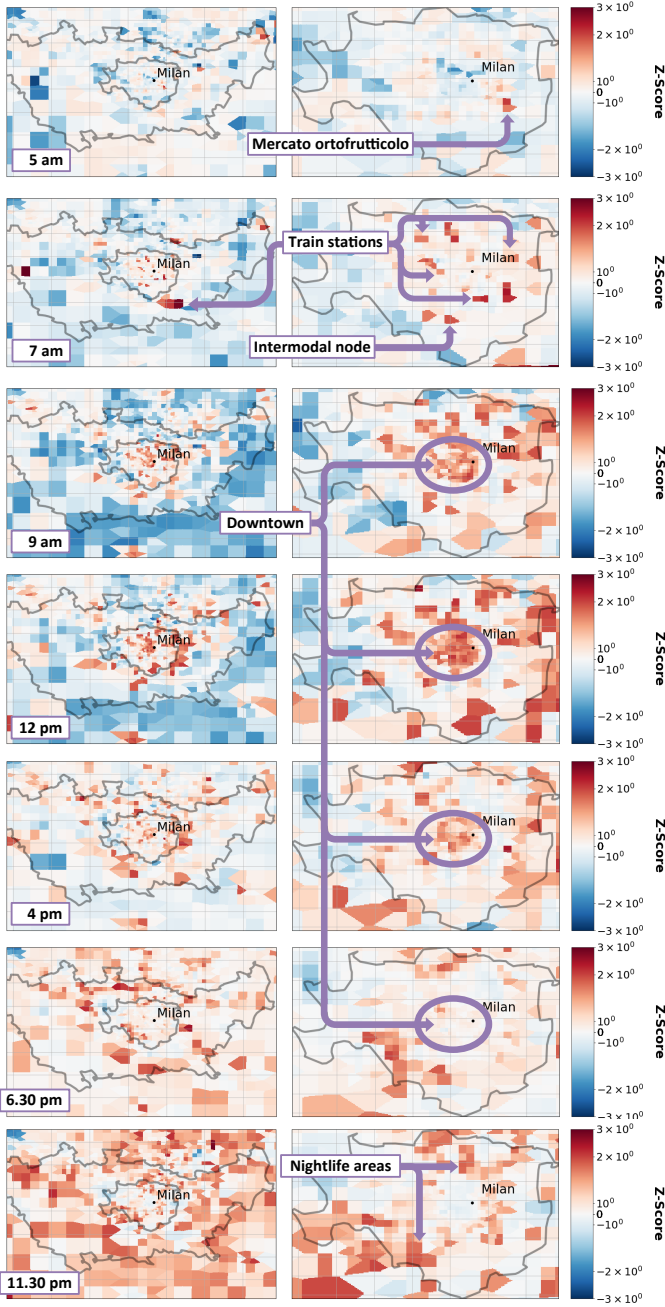 Milan
Milan
Mercato ortofrutticolo
5 am
3 × 10⁰
2 × 10⁰
10⁰
0
−10⁰
−2 × 10⁰
−3 × 10⁰
Z-Score
Train stations
Milan
Milan
Intermodal node
7 am
3 × 10⁰
2 × 10⁰
10⁰
0
−10⁰
−2 × 10⁰
−3 × 10⁰
Z-Score
Milan
Milan
Downtown
9 am
3 × 10⁰
2 × 10⁰
10⁰
0
−10⁰
−2 × 10⁰
−3 × 10⁰
Z-Score
Milan
Milan
12 pm
3 × 10⁰
2 × 10⁰
10⁰
0
−10⁰
−2 × 10⁰
−3 × 10⁰
Z-Score
Milan
Milan
4 pm
3 × 10⁰
2 × 10⁰
10⁰
0
−10⁰
−2 × 10⁰
−3 × 10⁰
Z-Score
Milan
Milan
6.30 pm
3 × 10⁰
2 × 10⁰
10⁰
0
−10⁰
−2 × 10⁰
−3 × 10⁰
Z-Score
Nightlife areas
Milan
Milan
11.30 pm
3 × 10⁰
2 × 10⁰
10⁰
0
−10⁰
−2 × 10⁰
−3 × 10⁰
Z-Score